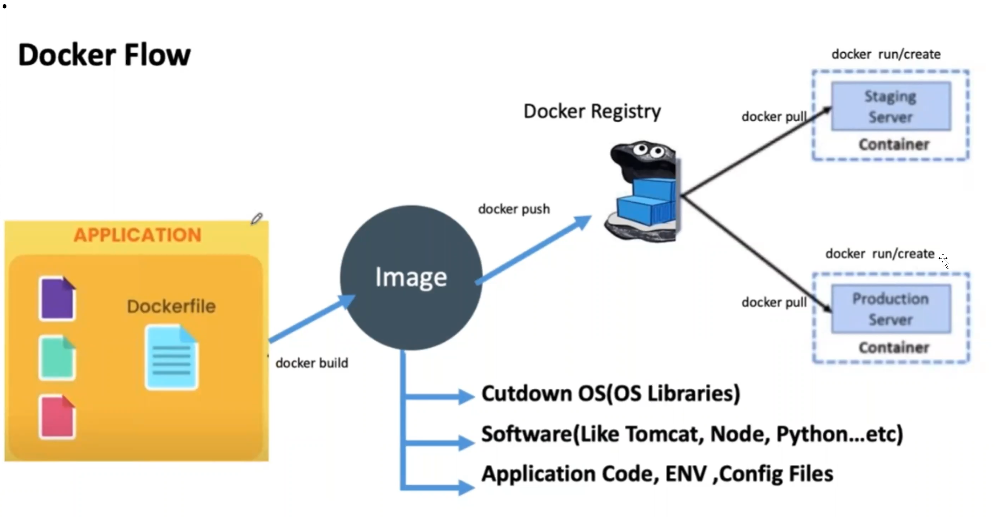 Docker Flow
docker run/create
Staging
Server
Container
docker pull
Docker Registry
docker push
APPLICATION
Dockerfile
docker build
Image
docker run/create
Production
Server
Container
docker pull
Cutdown OS(OS Libraries)
Software(Like Tomcat, Node, Python...etc)
Application Code, ENV ,Config Files